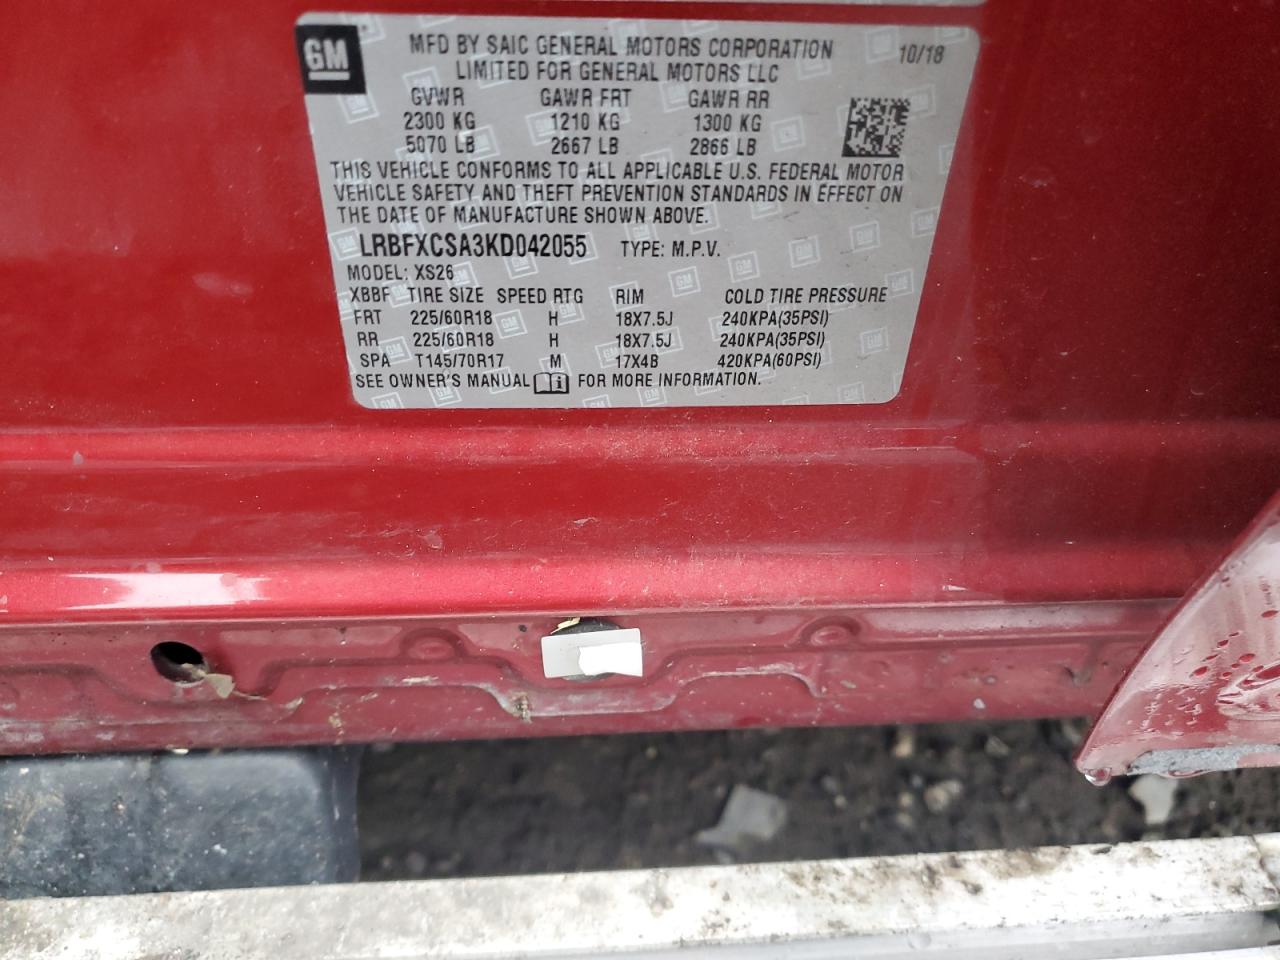 GM
MFD BY SAIC GENERAL MOTORS CORPORATION 10/18
LIMITED FOR GENERAL MOTORS LLC
GVWR GAWR FRT GAWR RR
2300 KG 1210 KG 1300 KG
5070 LB 2667 LB 2866 LB
THIS VEHICLE CONFORMS TO ALL APPLICABLE U.S. FEDERAL MOTOR
VEHICLE SAFETY AND THEFT PREVENTION STANDARDS IN EFFECT ON
THE DATE OF MANUFACTURE SHOWN ABOVE.
LRBFXCSA3KD042055 TYPE: M.P.V.
MODEL: XS26
XBBF TIRE SIZE SPEED RTG RIM COLD TIRE PRESSURE
FRT 225/60R18 H 18X7.5J 240KPA(35PSI)
RR 225/60R18 H 18X7.5J 240KPA(35PSI)
SPA T145/70R17 M 17X4B 420KPA(60PSI)
SEE OWNER'S MANUAL i FOR MORE INFORMATION.